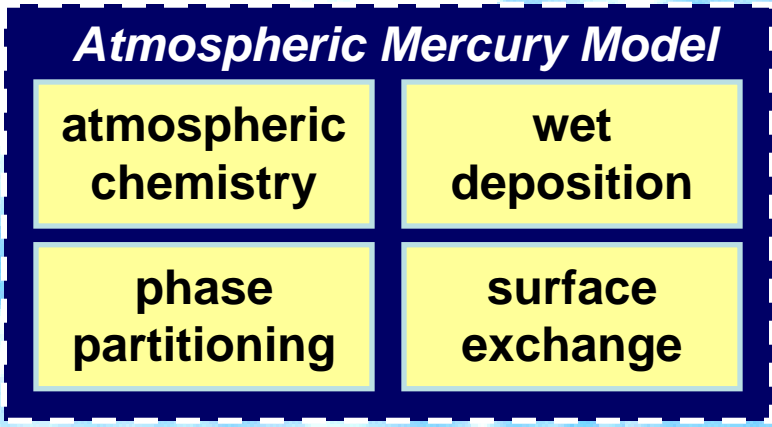 Atmospheric Mercury Model
atmospheric
chemistry
wet
deposition
phase
partitioning
surface
exchange